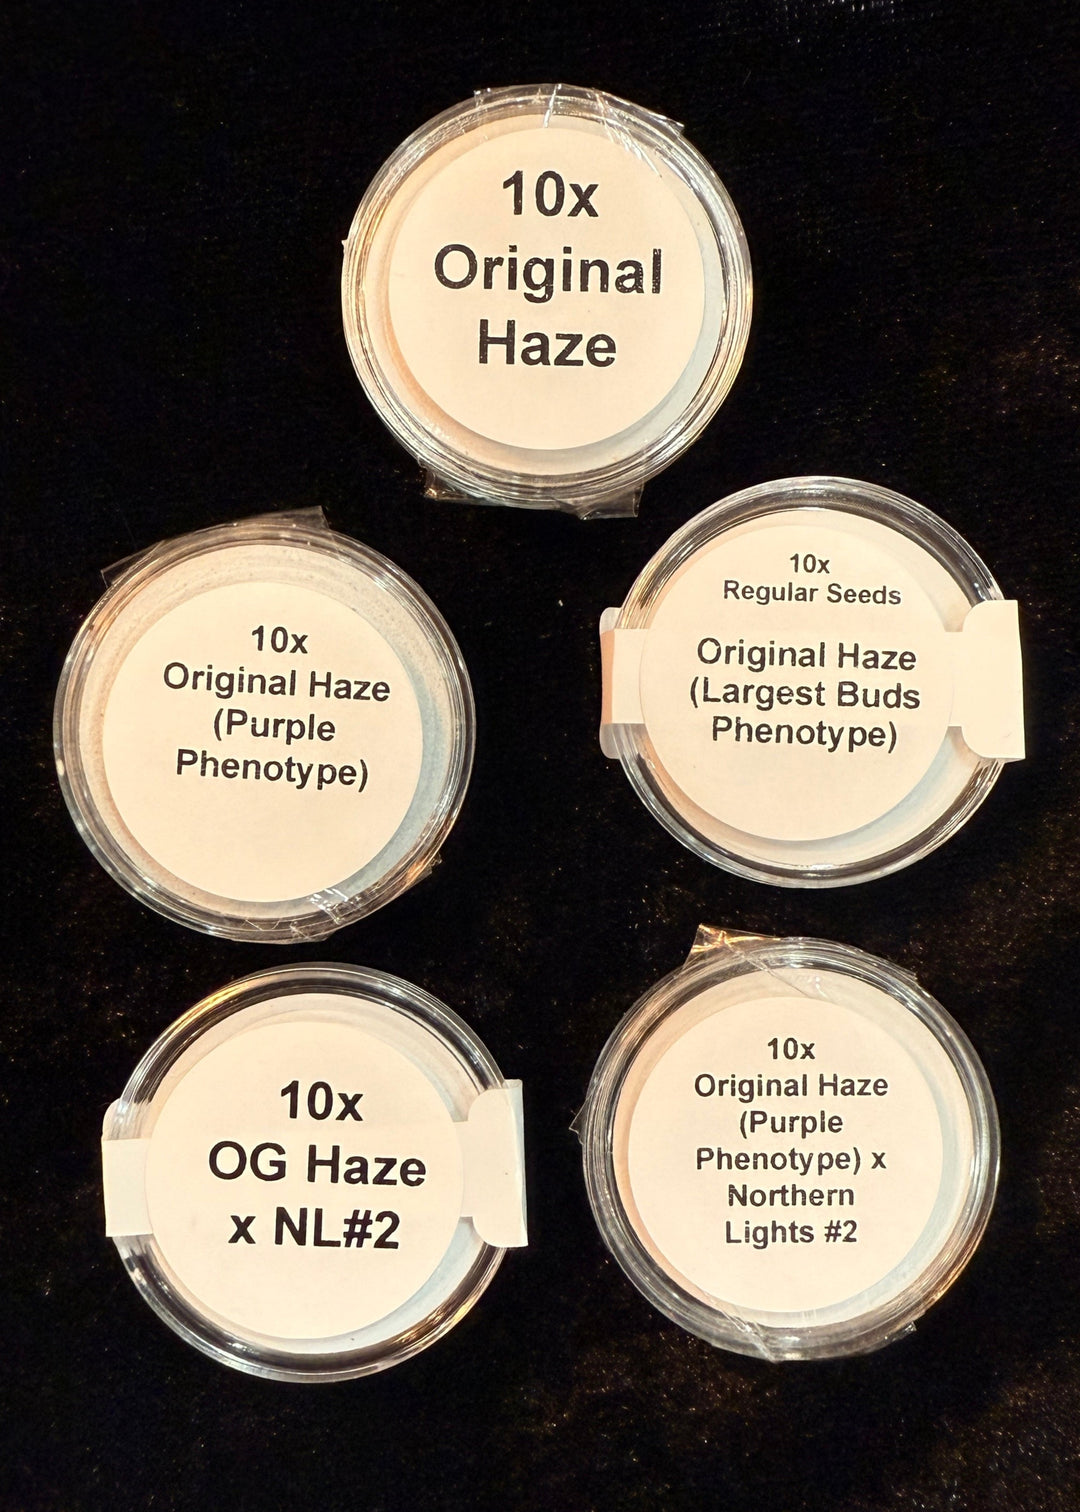 10x
Original
Haze
10x
Original Haze
(Purple
Phenotype)
10x
Regular Seeds
Original Haze
(Largest Buds
Phenotype)
10x
OG Haze
x NL#2
10x
Original Haze
(Purple
Phenotype) x
Northern
Lights #2